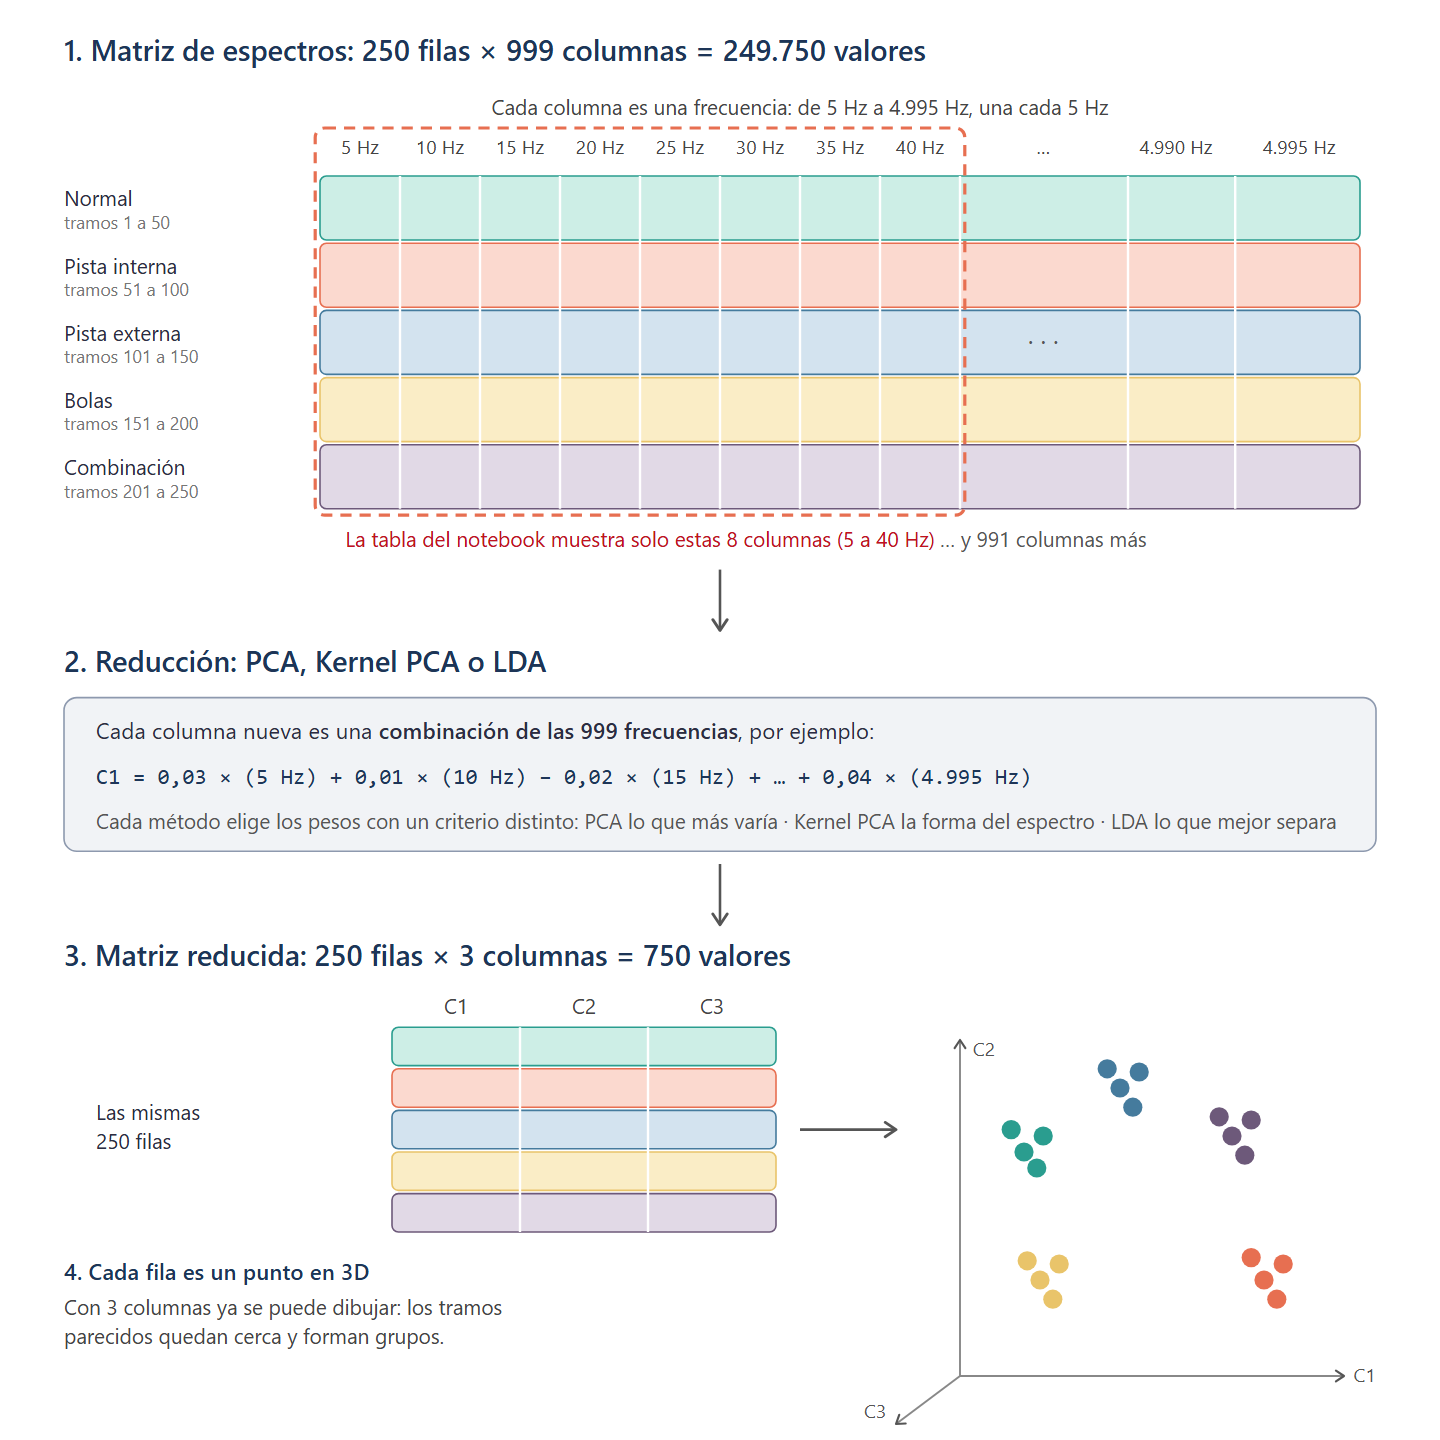 1. Matriz de espectros: 250 filas × 999 columnas = 249.750 valores
Cada columna es una frecuencia: de 5 Hz a 4.995 Hz, una cada 5 Hz
5 Hz 10 Hz 15 Hz 20 Hz 25 Hz 30 Hz 35 Hz 40 Hz ... 4.990 Hz 4.995 Hz
Normal
tramos 1 a 50
Pista interna
tramos 51 a 100
Pista externa
tramos 101 a 150
. . .
Bolas
tramos 151 a 200
Combinación
tramos 201 a 250
La tabla del notebook muestra solo estas 8 columnas (5 a 40 Hz) ... y 991 columnas más
2. Reducción: PCA, Kernel PCA o LDA
Cada columna nueva es una combinación de las 999 frecuencias, por ejemplo:
C1 = 0,03 × (5 Hz) + 0,01 × (10 Hz) − 0,02 × (15 Hz) + … + 0,04 × (4.995 Hz)
Cada método elige los pesos con un criterio distinto: PCA lo que más varía · Kernel PCA la forma del espectro · LDA lo que mejor separa
3. Matriz reducida: 250 filas × 3 columnas = 750 valores
C1 C2 C3
Las mismas
250 filas
C2
C1
C3
4. Cada fila es un punto en 3D
Con 3 columnas ya se puede dibujar: los tramos
parecidos quedan cerca y forman grupos.